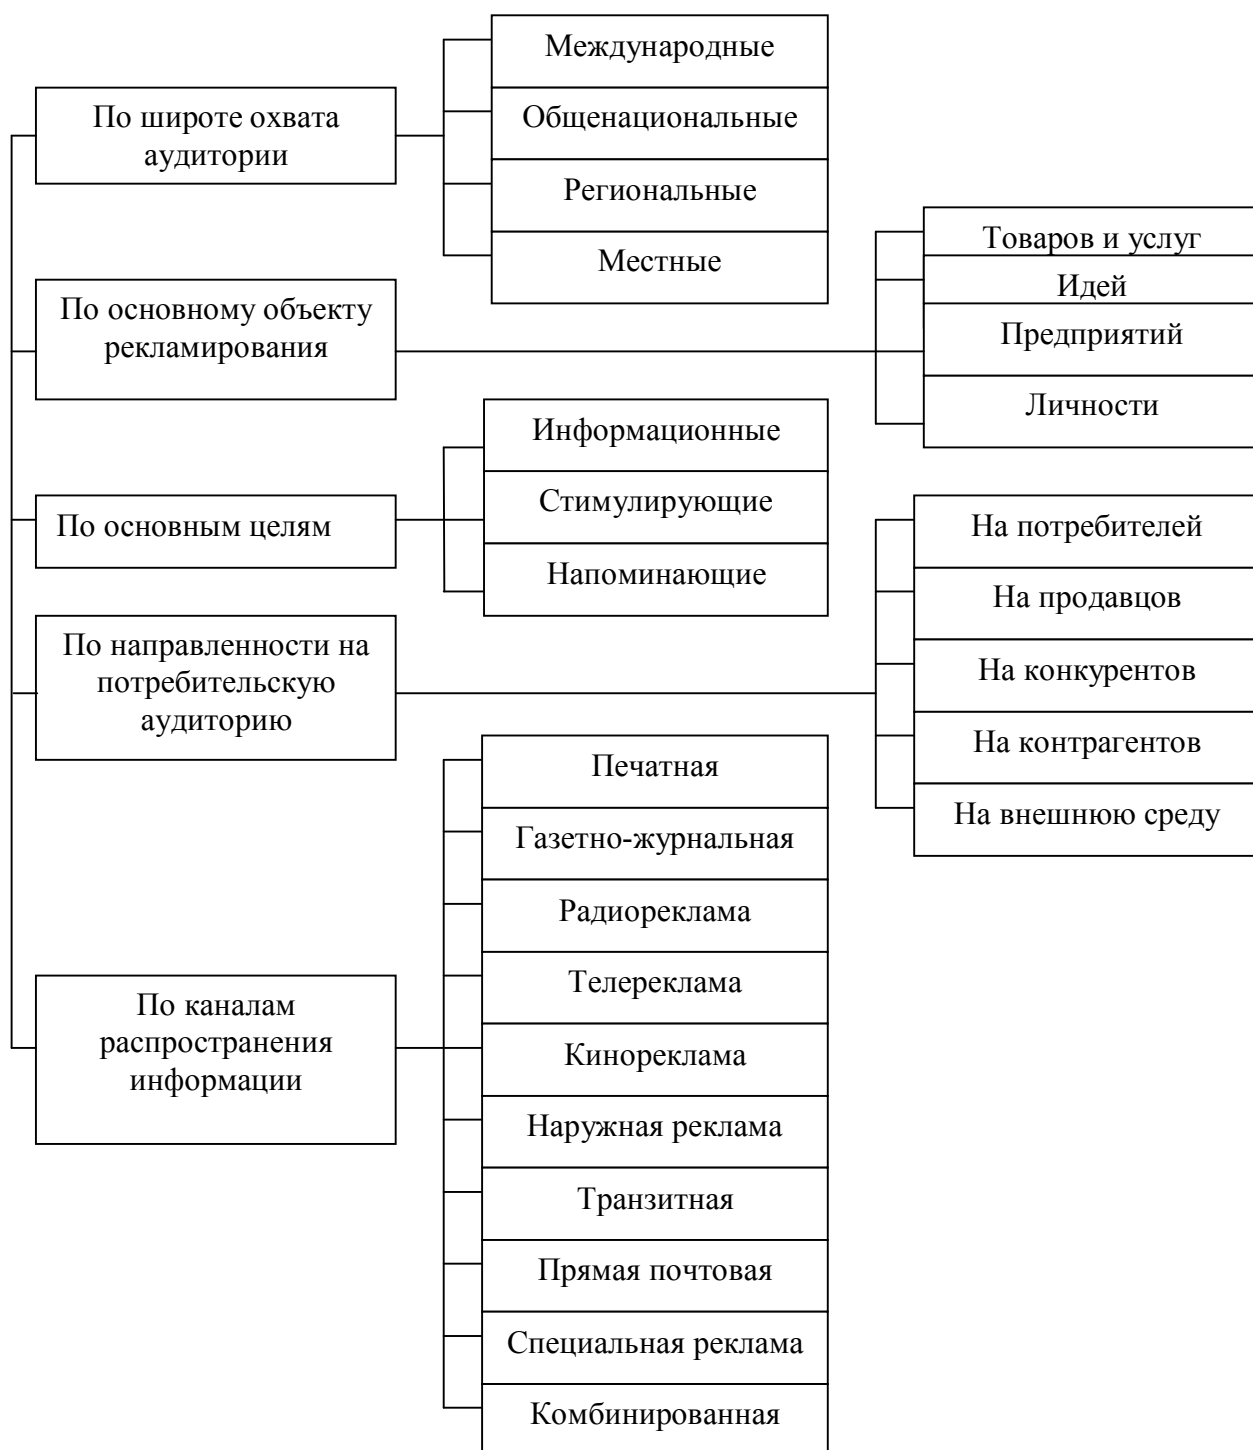 По широте охвата
аудитории
Международные
Общенациональные
Региональные
Местные
По основному объекту
рекламирования
Товаров и услуг
Идей
Предприятий
Личности
По основным целям
Информационные
Стимулирующие
Напоминающие
По направленности на
потребительскую
аудиторию
На потребителей
На продавцов
На конкурентов
На контрагентов
На внешнюю среду
По каналам
распространения
информации
Печатная
Газетно-журнальная
Радиореклама
Телереклама
Кинореклама
Наружная реклама
Транзитная
Прямая почтовая
Специальная реклама
Комбинированная